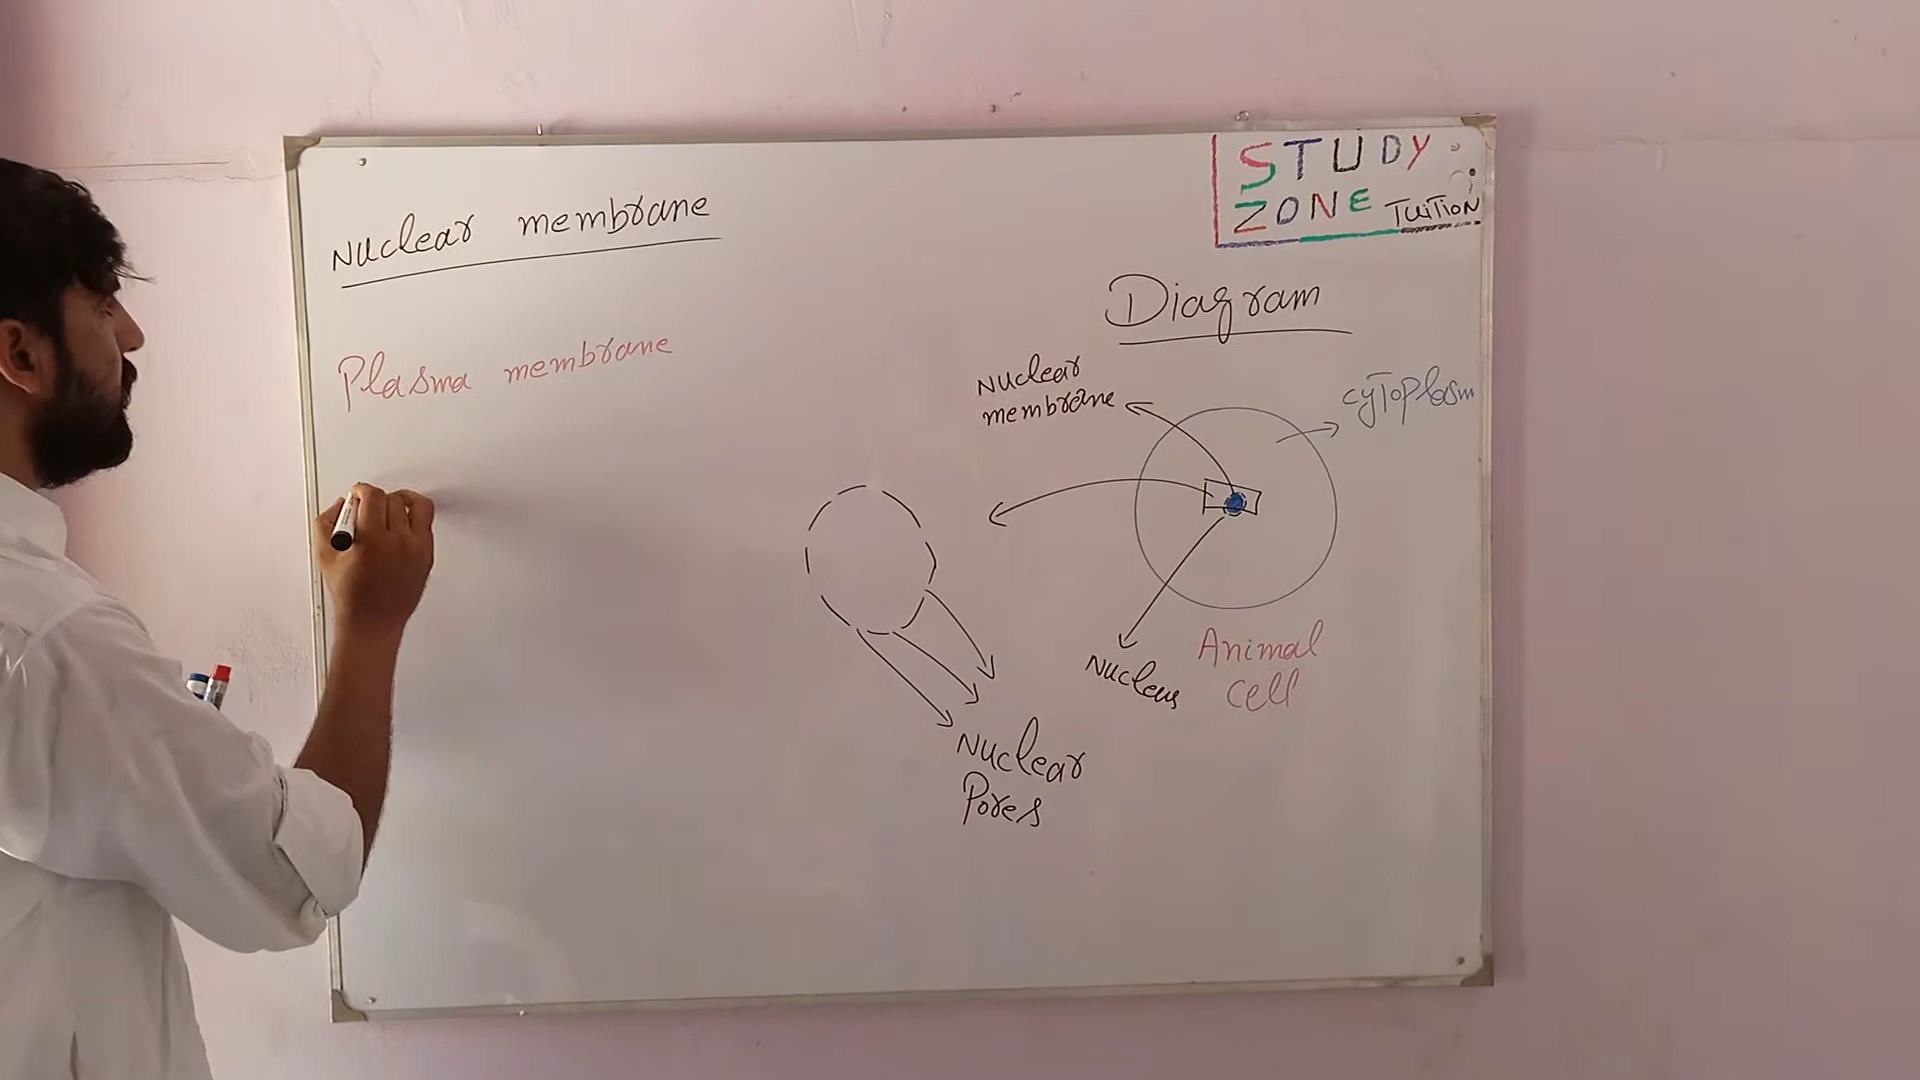 STUDY
ZONE TUITION
Nuclear membrane
Plasma membrane
Diagram
Nuclear
membrane
cytoplasm
Nucleus
Animal
cell
Nuclear
Pores